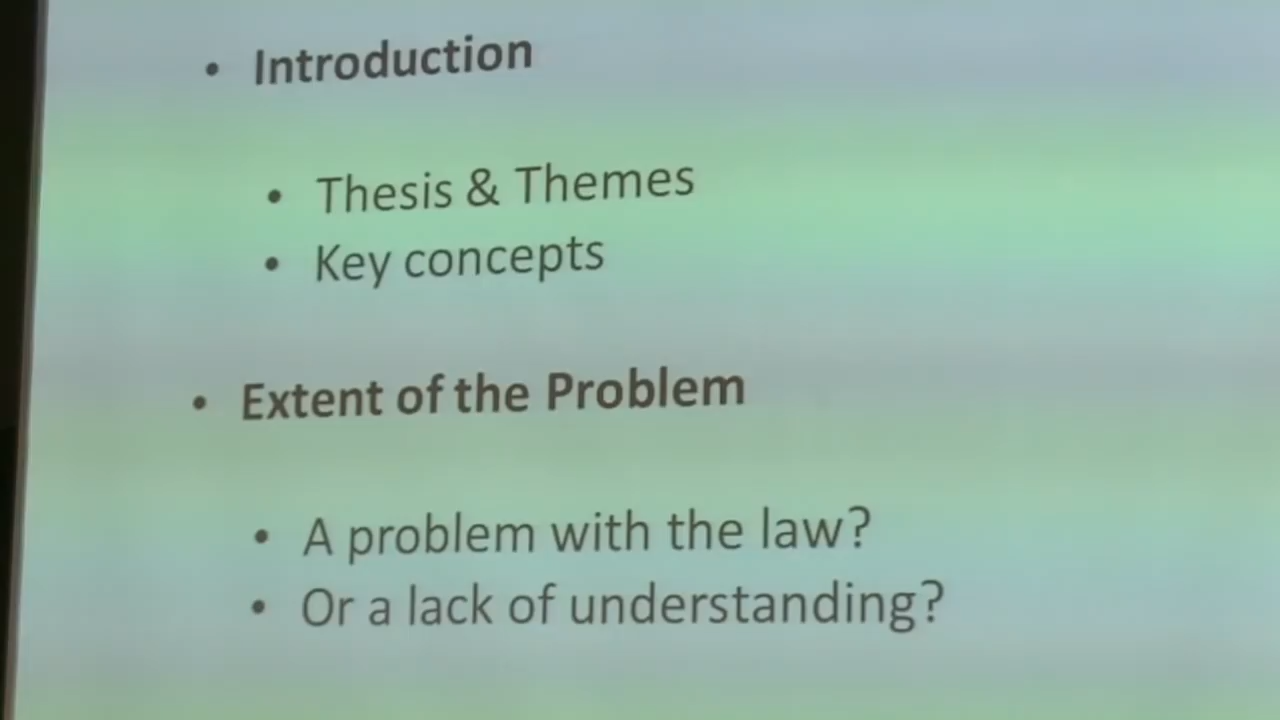 • Introduction
• Thesis & Themes
• Key concepts
• Extent of the Problem
• A problem with the law?
• Or a lack of understanding?